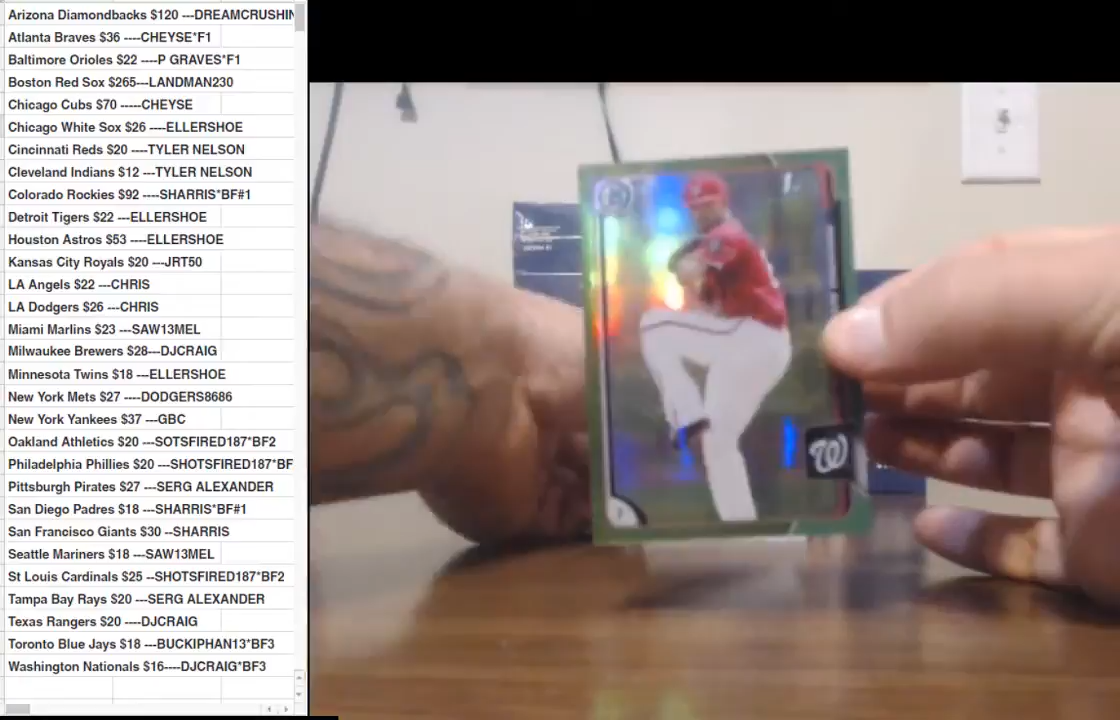 Arizona Diamondbacks $120 ---DREAMCRUSHIN
Atlanta Braves $36 ----CHEYSE*F1
Baltimore Orioles $22 ----P GRAVES*F1
Boston Red Sox $265---LANDMAN230
Chicago Cubs $70 -----CHEYSE
Chicago White Sox $26 ----ELLERSHOE
Cincinnati Reds $20 ----TYLER NELSON
Cleveland Indians $12 ---TYLER NELSON
Colorado Rockies $92 ----SHARRIS*BF#1
Detroit Tigers $22 ---ELLERSHOE
Houston Astros $53 ----ELLERSHOE
Kansas City Royals $20 ---JRT50
LA Angels $22 ---CHRIS
LA Dodgers $26 ---CHRIS
Miami Marlins $23 ---SAW13MEL
Milwaukee Brewers $28---DJCRAIG
Minnesota Twins $18 ---ELLERSHOE
New York Mets $27 ----DODGERS8686
New York Yankees $37 ---GBC
Oakland Athletics $20 ---SOTSFIRED187*BF2
Philadelphia Phillies $20 ---SHOTSFIRED187*BF
Pittsburgh Pirates $27 ---SERG ALEXANDER
San Diego Padres $18 ---SHARRIS*BF#1
San Francisco Giants $30 --SHARRIS
Seattle Mariners $18 ---SAW13MEL
St Louis Cardinals $25 --SHOTSFIRED187*BF2
Tampa Bay Rays $20 ---SERG ALEXANDER
Texas Rangers $20 ----DJCRAIG
Toronto Blue Jays $18 ---BUCKIPHAN13*BF3
Washington Nationals $16----DJCRAIG*BF3
W